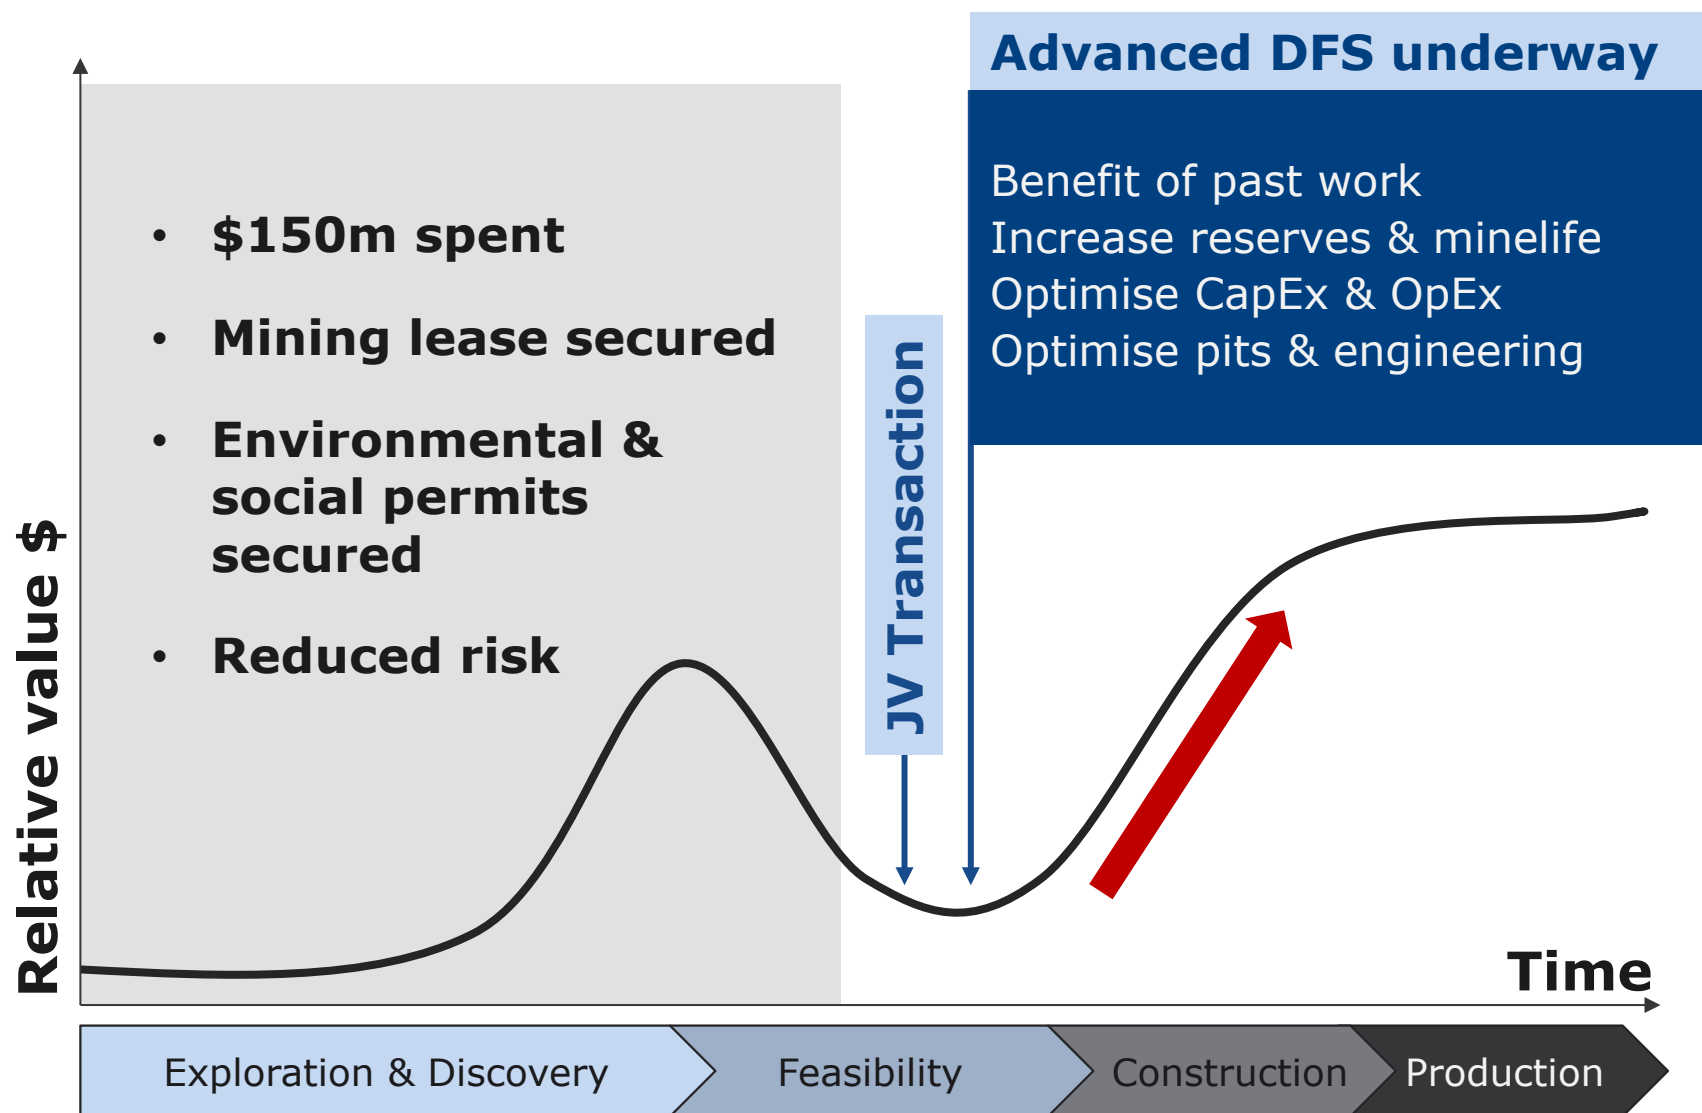 Advanced DFS underway
Benefit of past work
Increase reserves & minelife
Optimise CapEx & OpEx
Optimise pits & engineering
• $150m spent
• Mining lease secured
• Environmental &
social permits
secured
• Reduced risk
JV Transaction
Relative value $
Time
Exploration & Discovery
Feasibility
Construction
Production